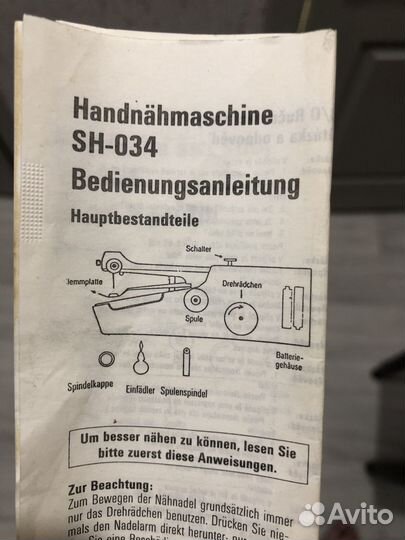 Handnähmaschine
SH-034
Bedienungsanleitung
Hauptbestandteile
Schalter
lemmplatte
Drehrädchen
Spule
Batterie-
gehäuse
Spindelkappe Einfädler Spulenspindel
Um besser nähen zu können, lesen Sie
bitte zuerst diese Anweisungen.
Zur Beachtung:
Zum Bewegen der Nähnadel grundsätzlich immer
nur das Drehrädchen benutzen. Drücken Sie nie-
mals den Nadelarm direkt herunter,
Sie eine
Avito